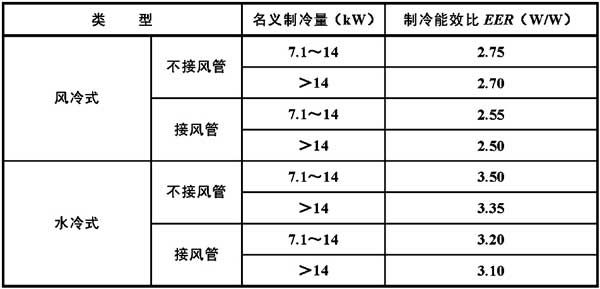 类 型 名义制冷量（kW） 制冷能效比 EER（W/W）
风冷式 不接风管 7.1～14 2.75
＞14 2.70
接风管 7.1～14 2.55
＞14 2.50
水冷式 不接风管 7.1～14 3.50
＞14 3.35
接风管 7.1～14 3.20
＞14 3.10